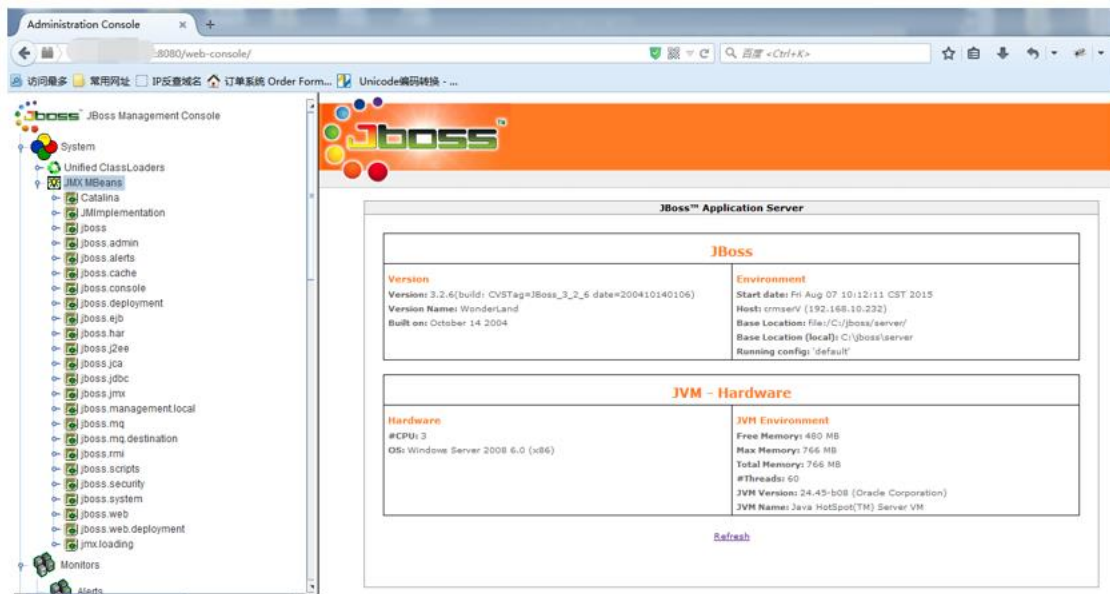 Administration Console
:8080/web-console/
百度 <Ctrl+K>
访问最多 常用网址 IP反查域名 订单系统 Order Form... Unicode编码转换 - ...
Jboss JBoss Management Console
System
Unified ClassLoaders
JMX MBeans
Catalina
JMImplementation
jboss
jboss.admin
jboss.alerts
jboss.cache
jboss.console
jboss.deployment
jboss.ejb
jboss.har
jboss.j2ee
jboss.jca
jboss.jdbc
jboss.jmx
jboss.management.local
jboss.mq
jboss.mq.destination
jboss.rmi
jboss.scripts
jboss.security
jboss.system
jboss.web
jboss.web.deployment
jmx.loading
Monitors
Alerts
Jboss™
JBoss™ Application Server
JBoss
Version
Version: 3.2.6(build: CVSTag=JBoss_3_2_6 date=200410140106)
Version Name: WonderLand
Built on: October 14 2004
Environment
Start date: Fri Aug 07 10:12:11 CST 2015
Host: crmserV (192.168.10.232)
Base Location: file:/C:/jboss/server/
Base Location (local): C:\jboss\server
Running config: 'default'
JVM - Hardware
Hardware
#CPU: 3
OS: Windows Server 2008 6.0 (x86)
JVM Environment
Free Memory: 480 MB
Max Memory: 766 MB
Total Memory: 766 MB
#Threads: 60
JVM Version: 24.45-b08 (Oracle Corporation)
JVM Name: Java HotSpot(TM) Server VM
Refresh